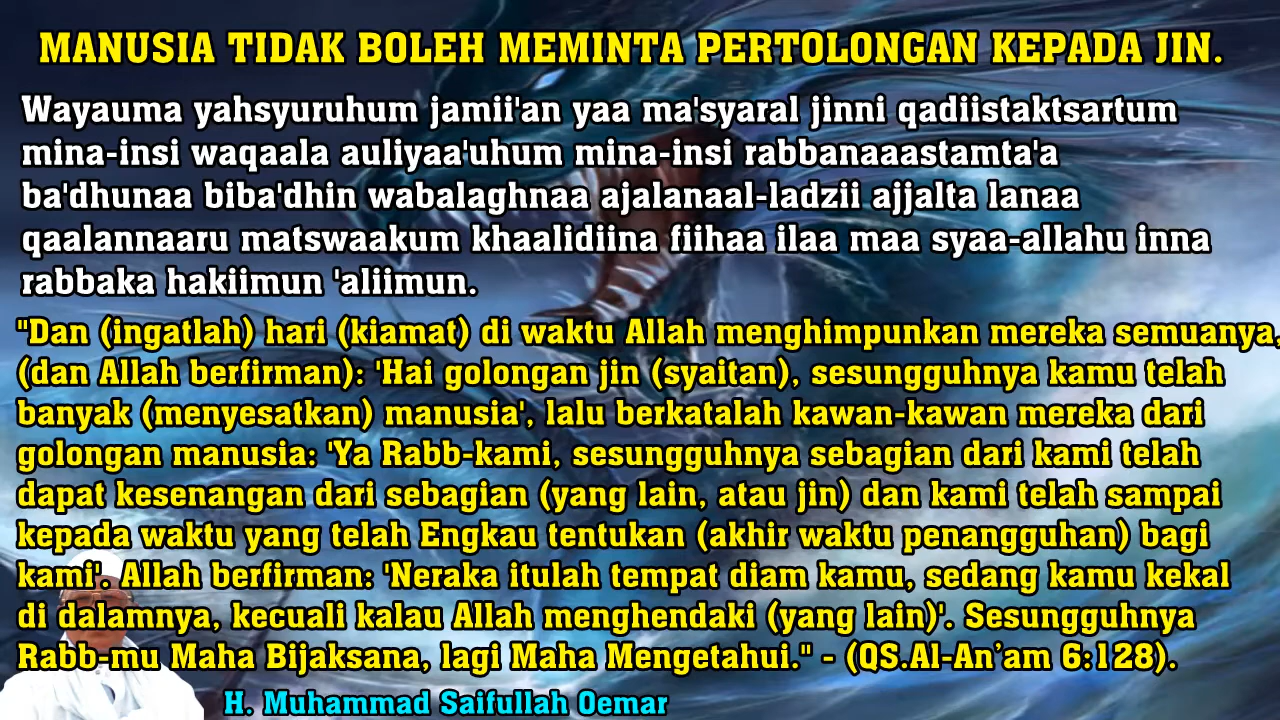 MANUSIA TIDAK BOLEH MEMINTA PERTOLONGAN KEPADA JIN.
Wayauma yahsyuruhum jamii'an yaa ma'syaral jinni qadiistaktsartum
mina-insi waqaala auliyaa'uhum mina-insi rabbanaaastamta'a
ba'dhunaa biba'dhin wabalaghnaa ajalanaal-ladzii ajjalta lanaa
qaalannaaru matswaakum khaalidiina fiihaa ilaa maa syaa-allahu inna
rabbaka hakiimun 'aliimun.
"Dan (ingatlah) hari (kiamat) di waktu Allah menghimpunkan mereka semuanya,
(dan Allah berfirman): 'Hai golongan jin (syaitan), sesungguhnya kamu telah
banyak (menyesatkan) manusia', lalu berkatalah kawan-kawan mereka dari
golongan manusia: 'Ya Rabb-kami, sesungguhnya sebagian dari kami telah
dapat kesenangan dari sebagian (yang lain, atau jin) dan kami telah sampai
kepada waktu yang telah Engkau tentukan (akhir waktu penangguhan) bagi
kami'. Allah berfirman: 'Neraka itulah tempat diam kamu, sedang kamu kekal
di dalamnya, kecuali kalau Allah menghendaki (yang lain)'. Sesungguhnya
Rabb-mu Maha Bijaksana, lagi Maha Mengetahui." - (QS.Al-An’am 6:128).
H. Muhammad Saifullah Oemar